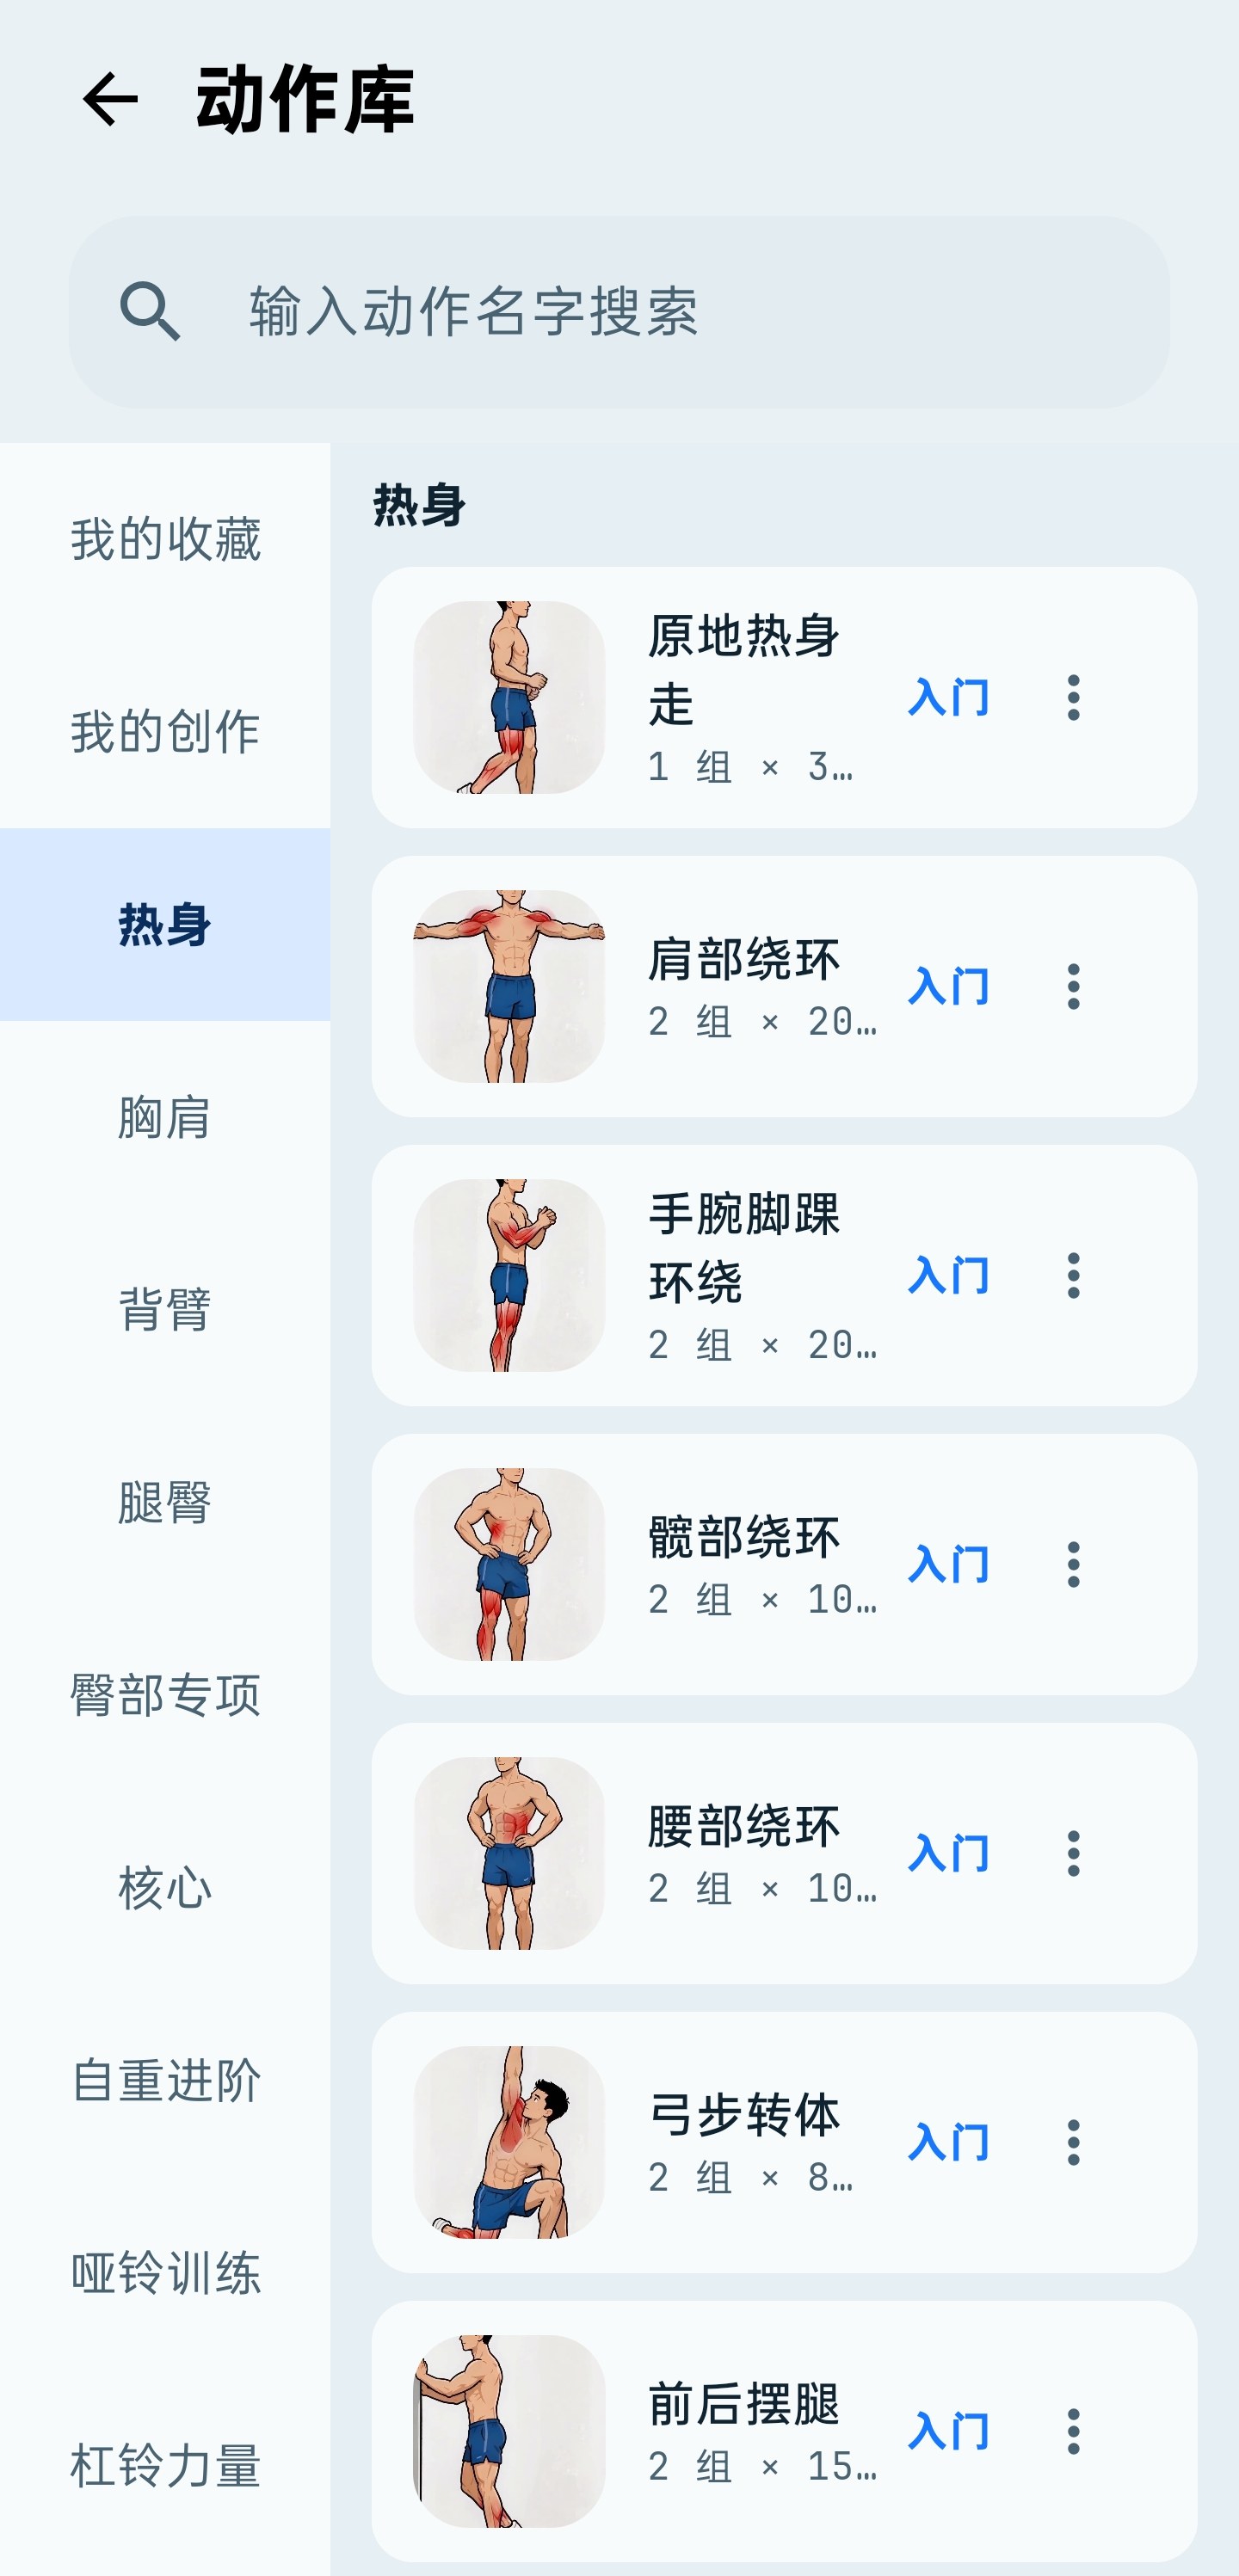 动作库
输入动作名字搜索
我的收藏
我的创作
热身
胸肩
背臂
腿臀
臀部专项
核心
自重进阶
哑铃训练
杠铃力量
热身
原地热身
走
1 组 × 3…
入门
肩部绕环
2 组 × 20…
入门
手腕脚踝
环绕
2 组 × 20…
入门
髋部绕环
2 组 × 10…
入门
腰部绕环
2 组 × 10…
入门
弓步转体
2 组 × 8…
入门
前后摆腿
2 组 × 15…
入门